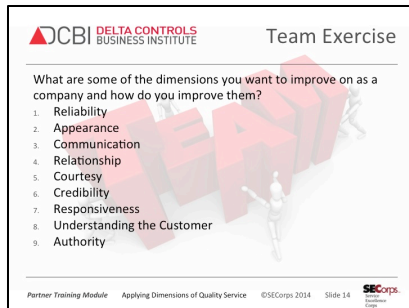 DCBI DELTA CONTROLS
BUSINESS INSTITUTE
Team Exercise
What are some of the dimensions you want to improve on as a
company and how do you improve them?
1. Reliability
2. Appearance
3. Communication
4. Relationship
5. Courtesy
6. Credibility
7. Responsiveness
8. Understanding the Customer
9. Authority
TEAM
Partner Training Module Applying Dimensions of Quality Service ©SECorps 2014 Slide 14
SECorps
Service
Excellence
Corps